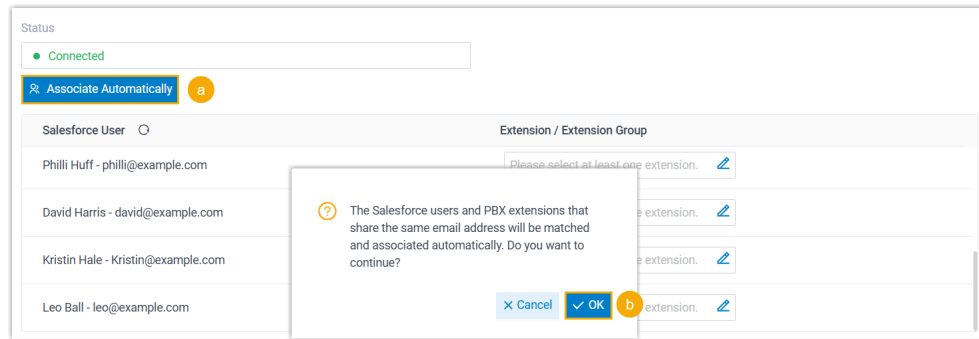 Status
Connected
Associate Automatically
a
Salesforce User
Extension / Extension Group
Philli Huff - philli@example.com
Please select at least one extension.
David Harris - david@example.com
e extension.
Kristin Hale - Kristin@example.com
e extension.
Leo Ball - leo@example.com
e extension.
The Salesforce users and PBX extensions that
share the same email address will be matched
and associated automatically. Do you want to
continue?
Cancel
OK
b